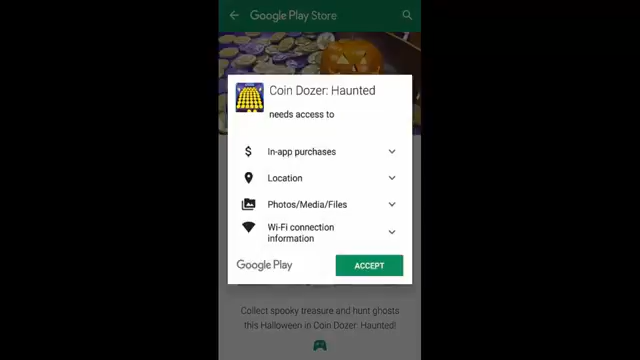 Google Play Store
Coin Dozer: Haunted
needs access to
$ In-app purchases
Location
Photos/Media/Files
Wi-Fi connection
information
Google Play
ACCEPT
Collect spooky treasure and hunt ghosts
this Halloween in Coin Dozer: Haunted!